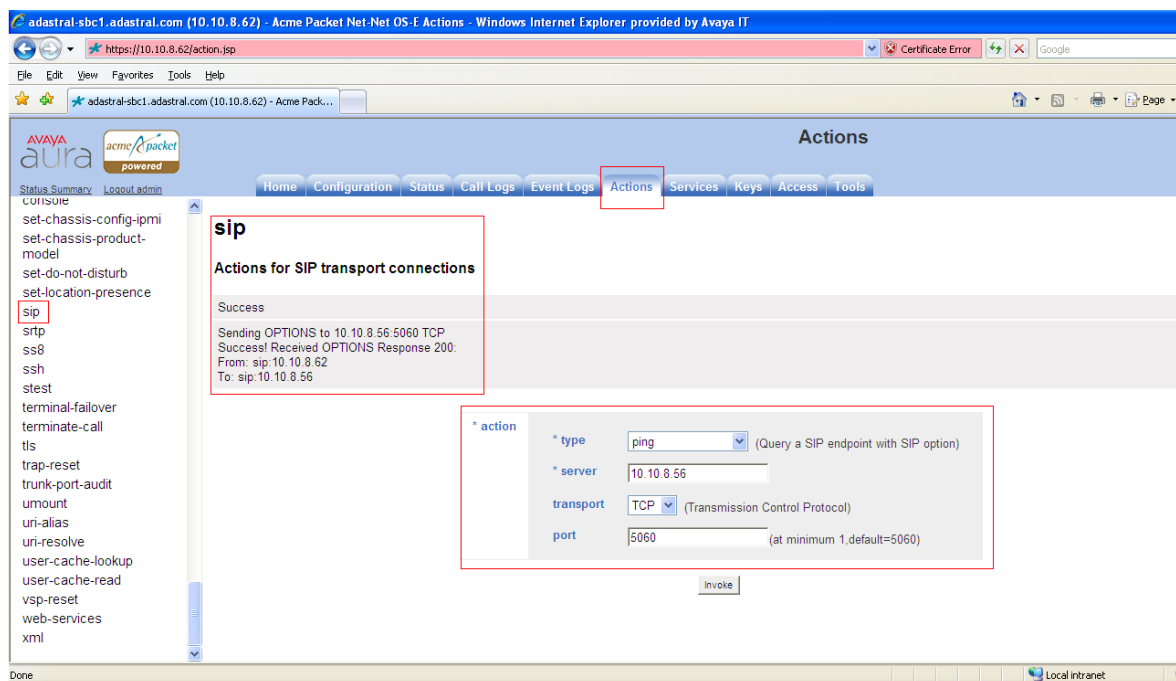 adastral-sbc1.adastral.com (10.10.8.62) - Acme Packet Net-Net OS-E Actions - Windows Internet Explorer provided by Avaya IT
https://10.10.8.62/action.jsp
Certificate Error
Google
File Edit View Favorites Tools Help
adastral-sbc1.adastral.com (10.10.8.62) - Acme Pack...
Page
AVAYA
aura
acme packet
powered
Actions
Status Summary Logout admin
Home Configuration Status Call Logs Event Logs Actions Services Keys Access Tools
console
set-chassis-config-ipmi
set-chassis-product-
model
set-do-not-disturb
set-location-presence
sip
srtp
ss8
ssh
stest
terminal-failover
terminate-call
tls
trap-reset
trunk-port-audit
umount
uri-alias
uri-resolve
user-cache-lookup
user-cache-read
vsp-reset
web-services
xml
sip
Actions for SIP transport connections
Success
Sending OPTIONS to 10.10.8.56:5060 TCP
Success! Received OPTIONS Response 200:
From: sip:10.10.8.62
To: sip:10.10.8.56
* action
* type ping (Query a SIP endpoint with SIP option)
* server 10.10.8.56
transport TCP (Transmission Control Protocol)
port 5060 (at minimum 1,default=5060)
Invoke
Done
Local intranet